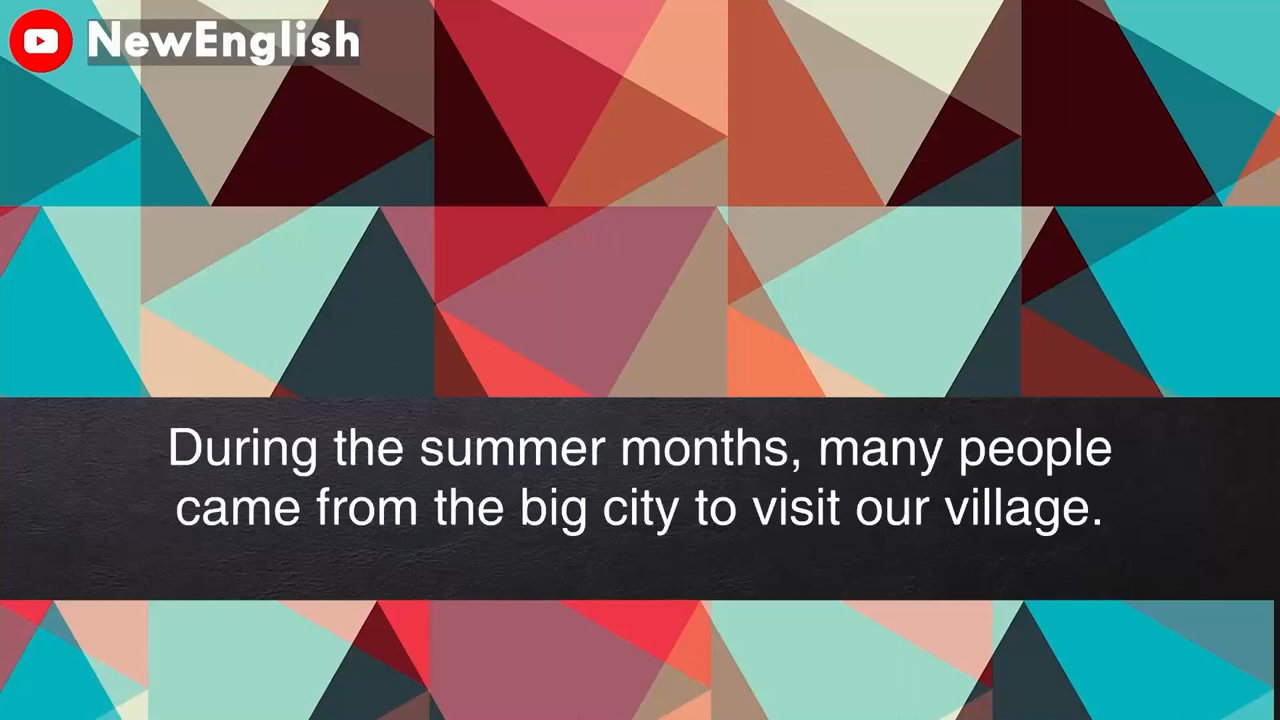 NewEnglish
During the summer months, many people
came from the big city to visit our village.